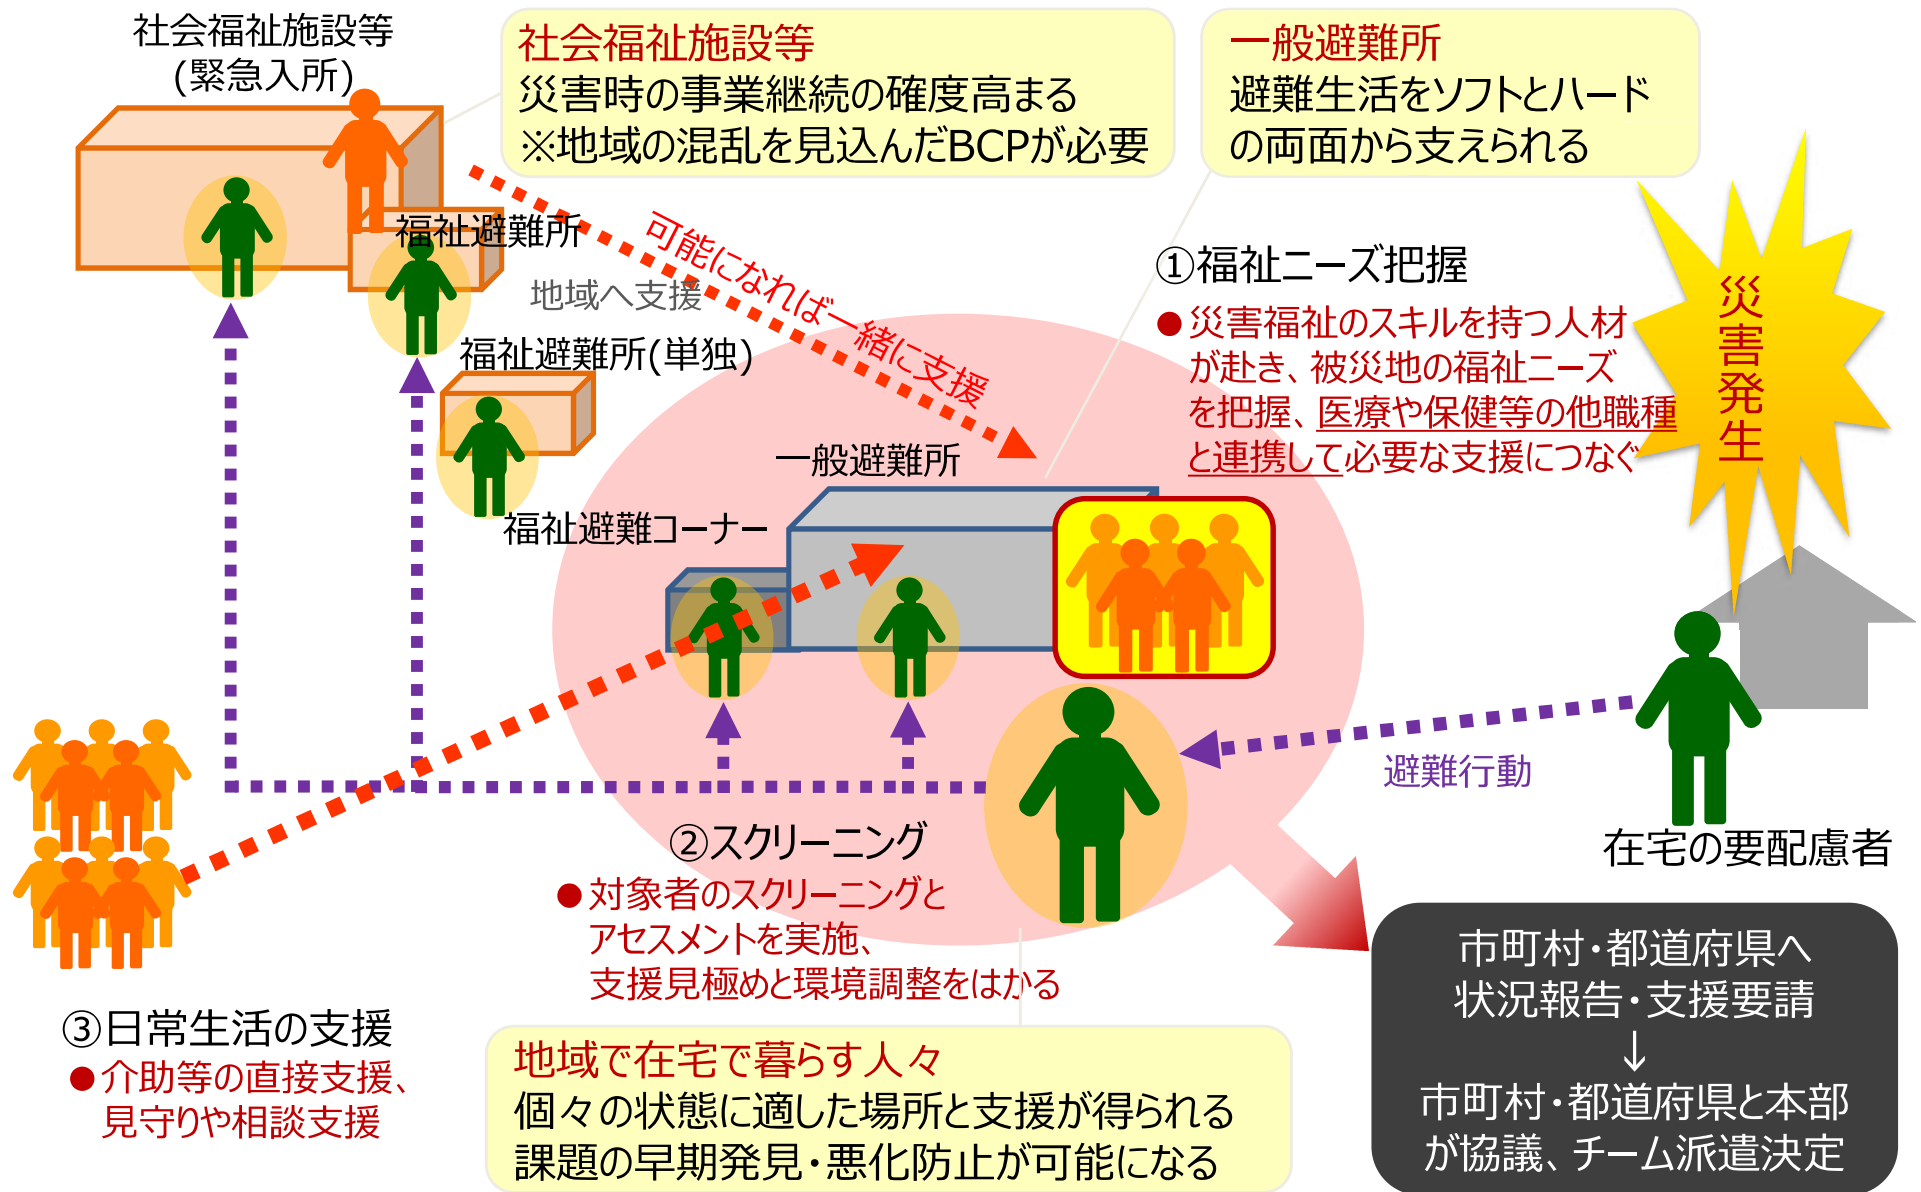 社会福祉施設等
(緊急入所)
社会福祉施設等
災害時の事業継続の確度高まる
※地域の混乱を見込んだBCPが必要
一般避難所
避難生活をソフトとハード
の両面から支えられる
福祉避難所
地域へ支援
可能になれば一緒に支援
福祉避難所(単独)
①福祉ニーズ把握
●災害福祉のスキルを持つ人材
が赴き、被災地の福祉ニーズ
を把握、医療や保健等の他職種
と連携して必要な支援につなぐ
災害発生
一般避難所
福祉避難コーナー
避難行動
在宅の要配慮者
②スクリーニング
●対象者のスクリーニングと
アセスメントを実施、
支援見極めと環境調整をはかる
③日常生活の支援
●介助等の直接支援、
見守りや相談支援
地域で在宅で暮らす人々
個々の状態に適した場所と支援が得られる
課題の早期発見・悪化防止が可能になる
市町村・都道府県へ
状況報告・支援要請
↓
市町村・都道府県と本部
が協議、チーム派遣決定